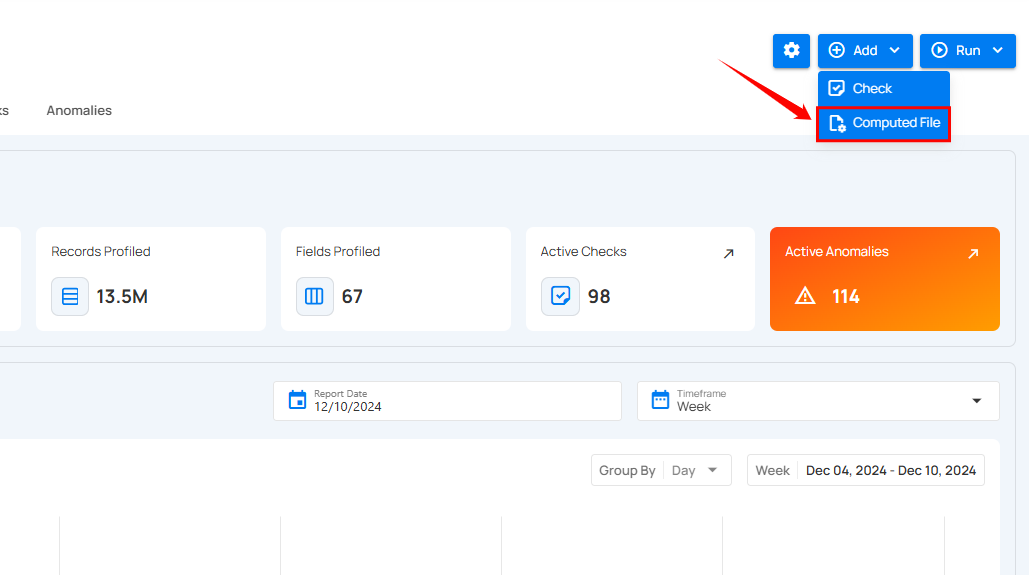 Add
Run
Check
Computed File
Anomalies
Records Profiled
13.5M
Fields Profiled
67
Active Checks
98
Active Anomalies
114
Report Date
12/10/2024
Timeframe
Week
Group By Day
Week Dec 04, 2024 - Dec 10, 2024